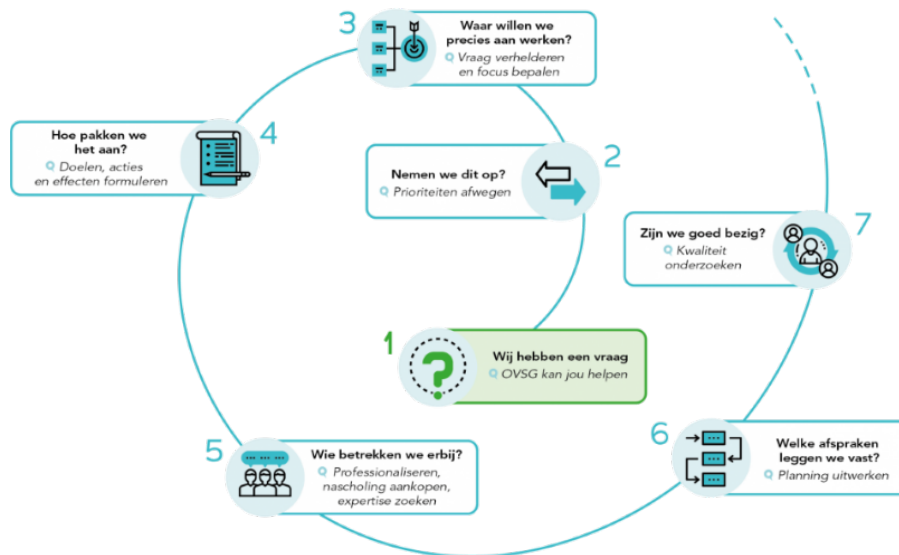 1
Wij hebben een vraag
OVSG kan jou helpen
2
Nemen we dit op?
Prioriteiten afwegen
3
Waar willen we
precies aan werken?
Vraag verhelderen
en focus bepalen
4
Hoe pakken we
het aan?
Doelen, acties
en effecten formuleren
5
Wie betrekken we erbij?
Professionaliseren,
nascholing aankopen,
expertise zoeken
6
Welke afspraken
leggen we vast?
Planning uitwerken
7
Zijn we goed bezig?
Kwaliteit
onderzoeken